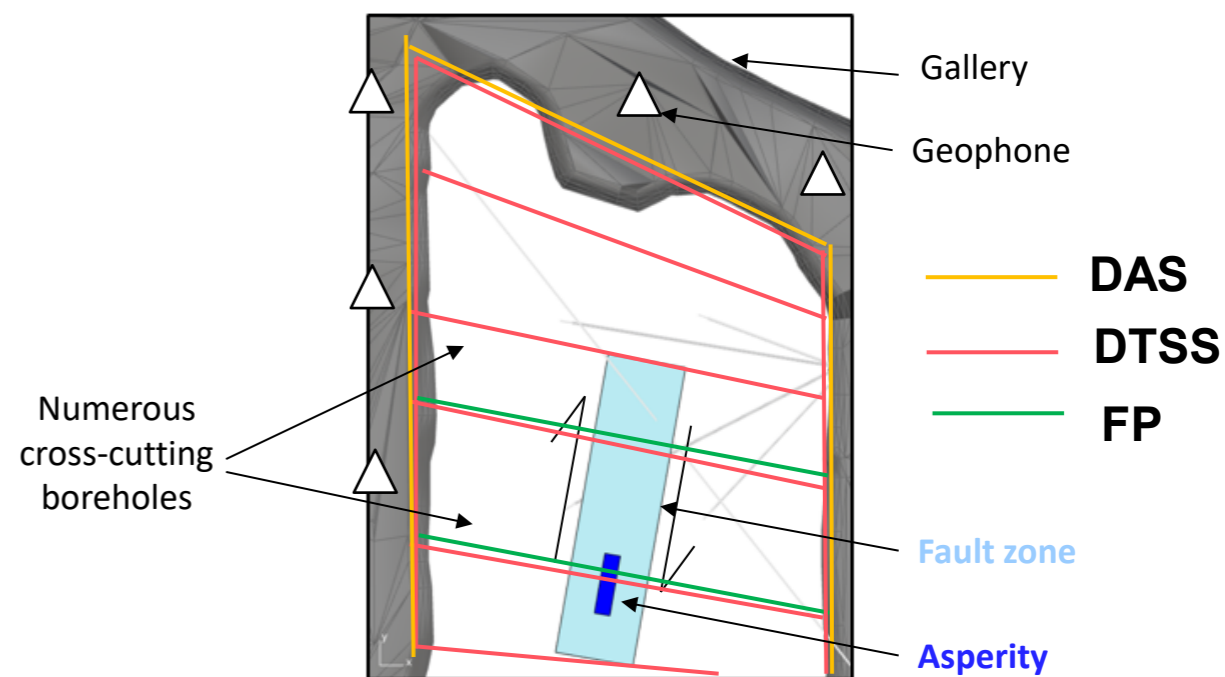 Gallery
Geophone
DAS
DTSS
FP
Numerous
cross-cutting
boreholes
Fault zone
Asperity
y
x